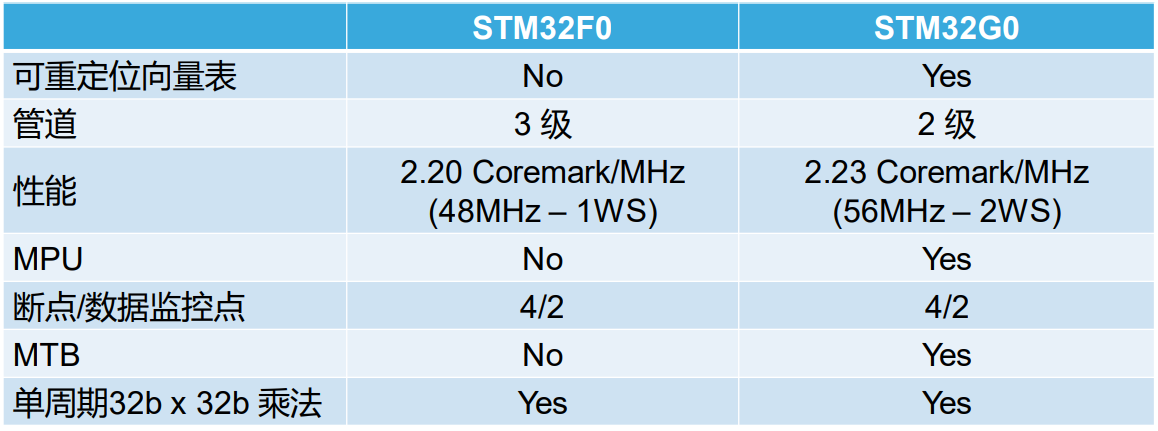 STM32F0 STM32G0
可重定位向量表 No Yes
管道 3 级 2 级
性能 2.20 Coremark/MHz 2.23 Coremark/MHz
(48MHz – 1WS) (56MHz – 2WS)
MPU No Yes
断点/数据监控点 4/2 4/2
MTB No Yes
单周期32b x 32b 乘法 Yes Yes